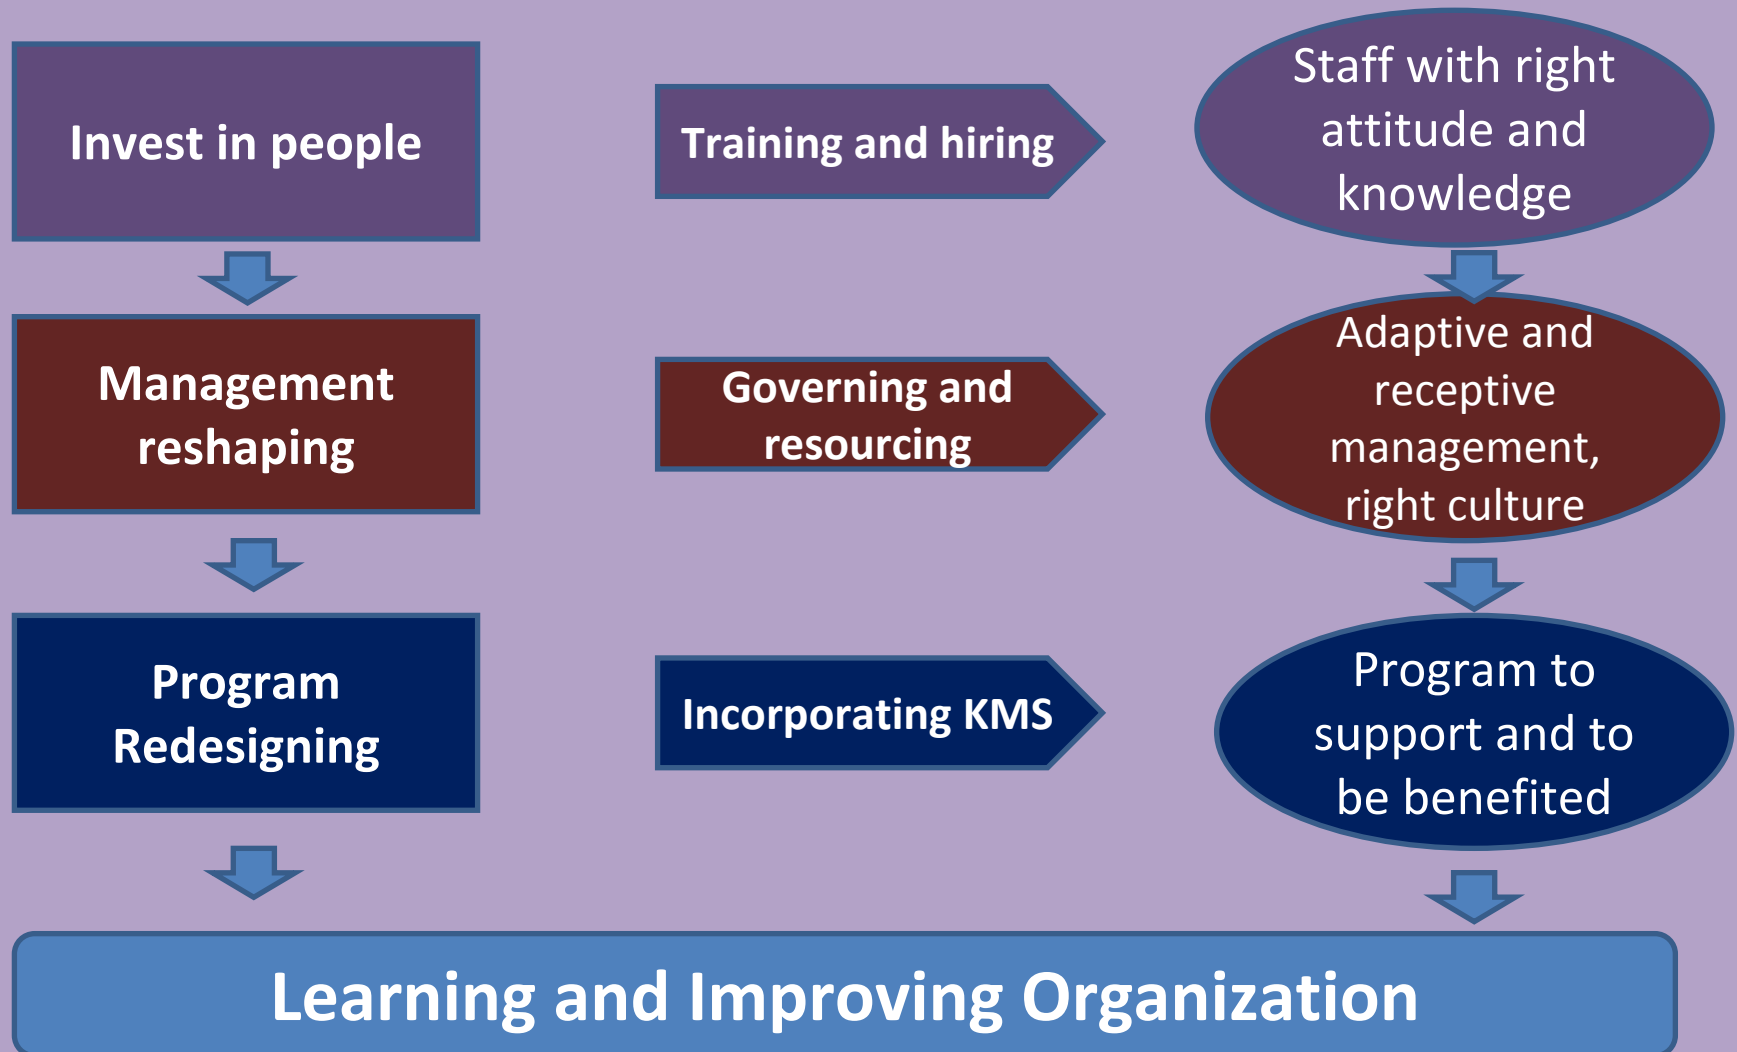 Invest in people
Training and hiring
Staff with right
attitude and
knowledge
Management
reshaping
Governing and
resourcing
Adaptive and
receptive
management,
right culture
Program
Redesigning
Incorporating KMS
Program to
support and to
be benefited
Learning and Improving Organization